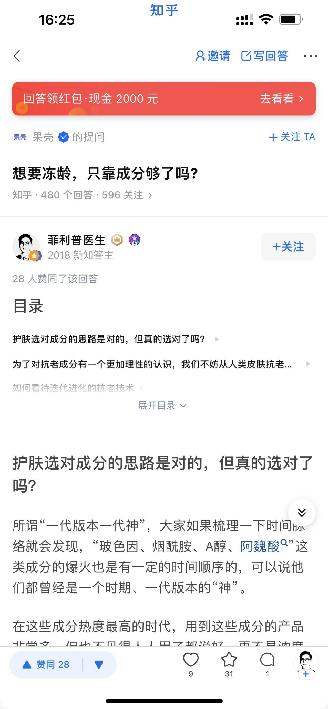 16:25
知乎
邀请
写回答
回答领红包·现金 2000 元
去看看
果壳
果壳 的提问
+ 关注 TA
想要冻龄，只靠成分够了吗?
知乎 · 480 个回答 · 596 关注 >
菲利普医生
2018 新知答主
+关注
28 人赞同了该回答
目录
护肤选对成分的思路是对的，但真的选对了吗?
为了对抗老成分有一个更加理性的认识，我们不妨从人类皮肤抗老...
如何看待迭代进化的抗老技术
展开目录
护肤选对成分的思路是对的，但真的选对了
吗?
所谓“一代版本一代神”，大家如果梳理一下时间脉
络就会发现，“玻色因、烟酰胺、A醇、阿魏酸”这
类成分的爆火也是有一定的时间顺序的，可以说他
们都曾经是一个时期、一代版本的“神”。
在这些成分热度最高的时代，用到这些成分的产品
赞同 28
9
31
1